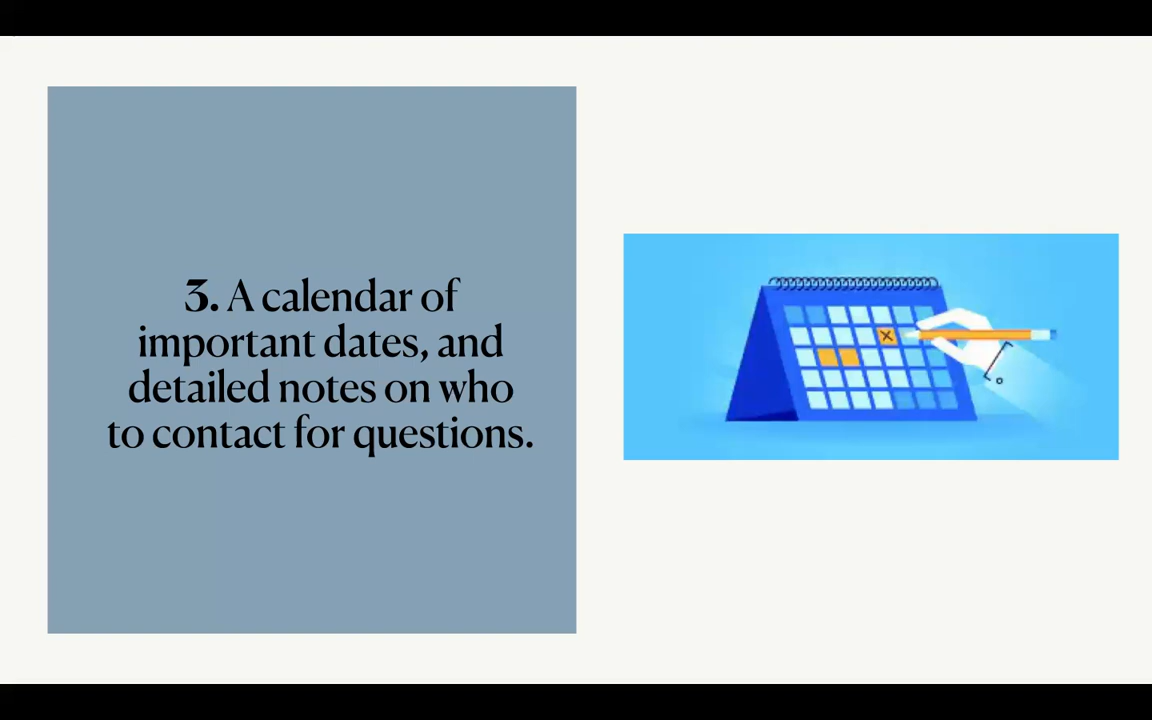 3. A calendar of
important dates, and
detailed notes on who
to contact for questions.